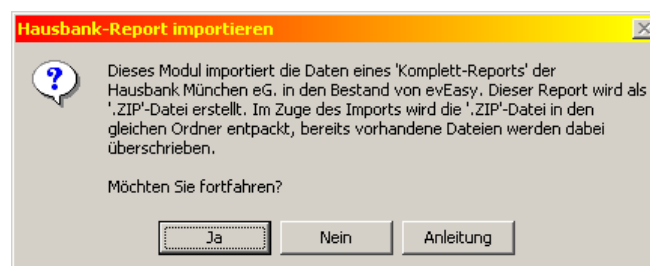 Hausbank-Report importieren
Dieses Modul importiert die Daten eines 'Komplett-Reports' der
Hausbank München eG. in den Bestand von evEasy. Dieser Report wird als
'.ZIP'-Datei erstellt. Im Zuge des Imports wird die '.ZIP'-Datei in den
gleichen Ordner entpackt, bereits vorhandene Dateien werden dabei
überschrieben.
Möchten Sie fortfahren?
Ja
Nein
Anleitung